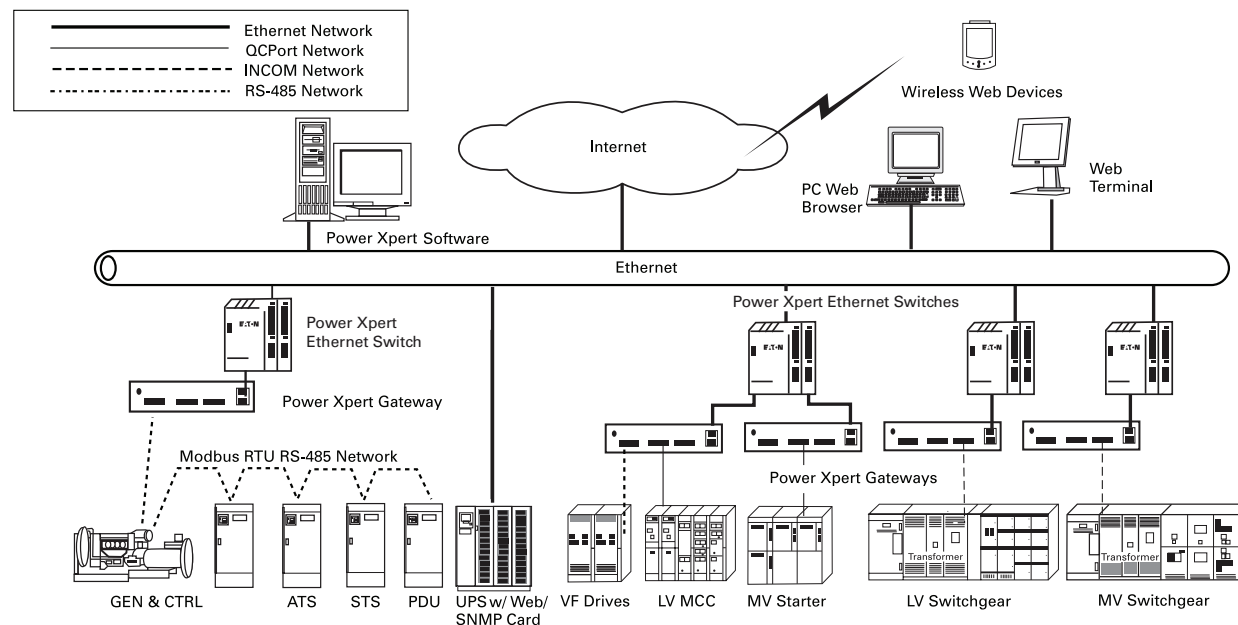 Ethernet Network
QCPort Network
INCOM Network
RS-485 Network
Wireless Web Devices
Internet
PC Web
Browser
Web
Terminal
Power Xpert Software
Ethernet
Power Xpert
Ethernet Switch
Power Xpert Ethernet Switches
E·T·N
E·T·N
E·T·N
E·T·N
Power Xpert Gateway
Modbus RTU RS-485 Network
Power Xpert Gateways
Transformer
Transformer
GEN & CTRL
ATS
STS
PDU
UPS w/ Web/
SNMP Card
VF Drives
LV MCC
MV Starter
LV Switchgear
MV Switchgear